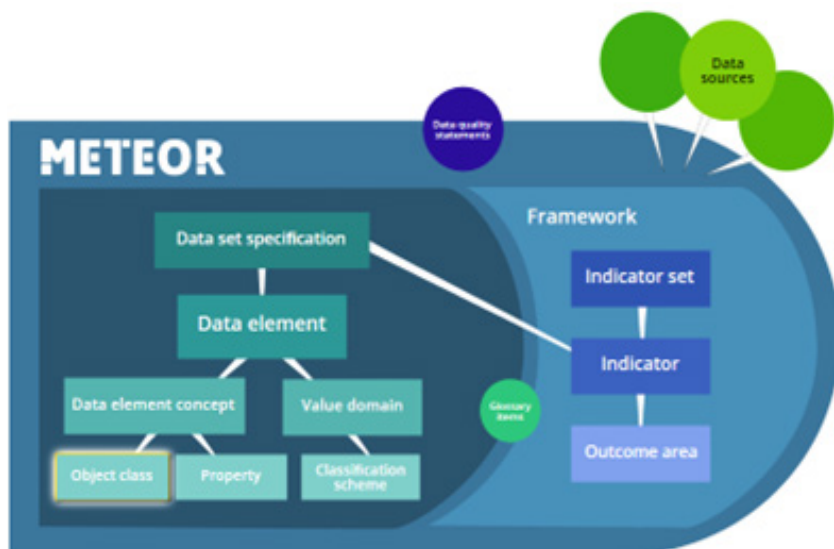 Data
sources
Data quality
statements
METEOR
Framework
Data set specification
Indicator set
Data element
Indicator
Data element concept
Value domain
Glossary
items
Outcome area
Object class
Property
Classification
scheme